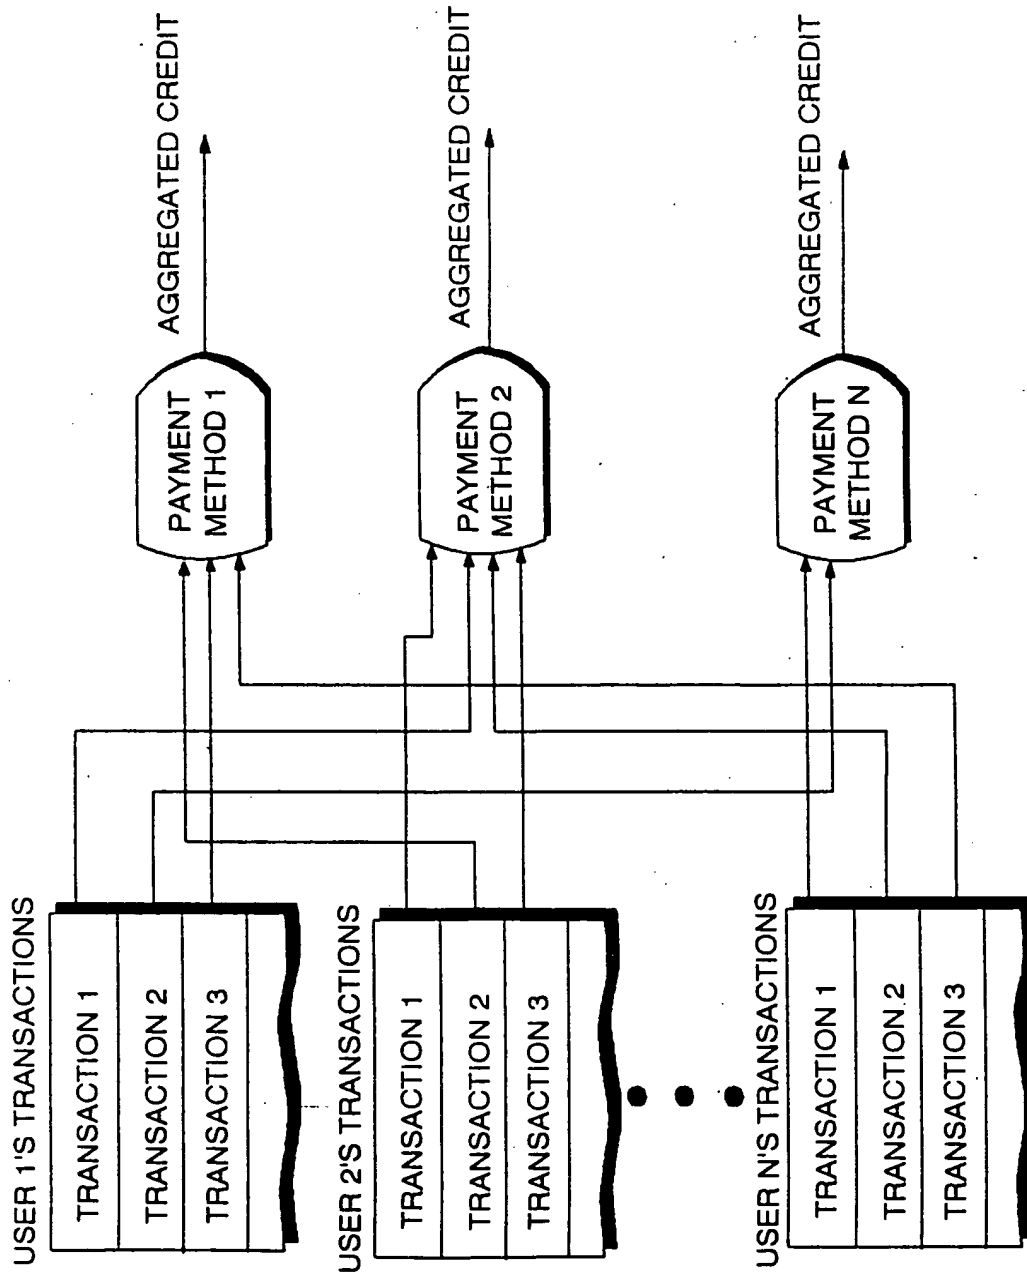 USER 1'S TRANSACTIONS
TRANSACTION 1
TRANSACTION 2
TRANSACTION 3
USER 2'S TRANSACTIONS
TRANSACTION 1
TRANSACTION 2
TRANSACTION 3
USER N'S TRANSACTIONS
TRANSACTION 1
TRANSACTION 2
TRANSACTION 3
PAYMENT
METHOD 1
AGGREGATED CREDIT
PAYMENT
METHOD 2
AGGREGATED CREDIT
PAYMENT
METHOD N
AGGREGATED CREDIT